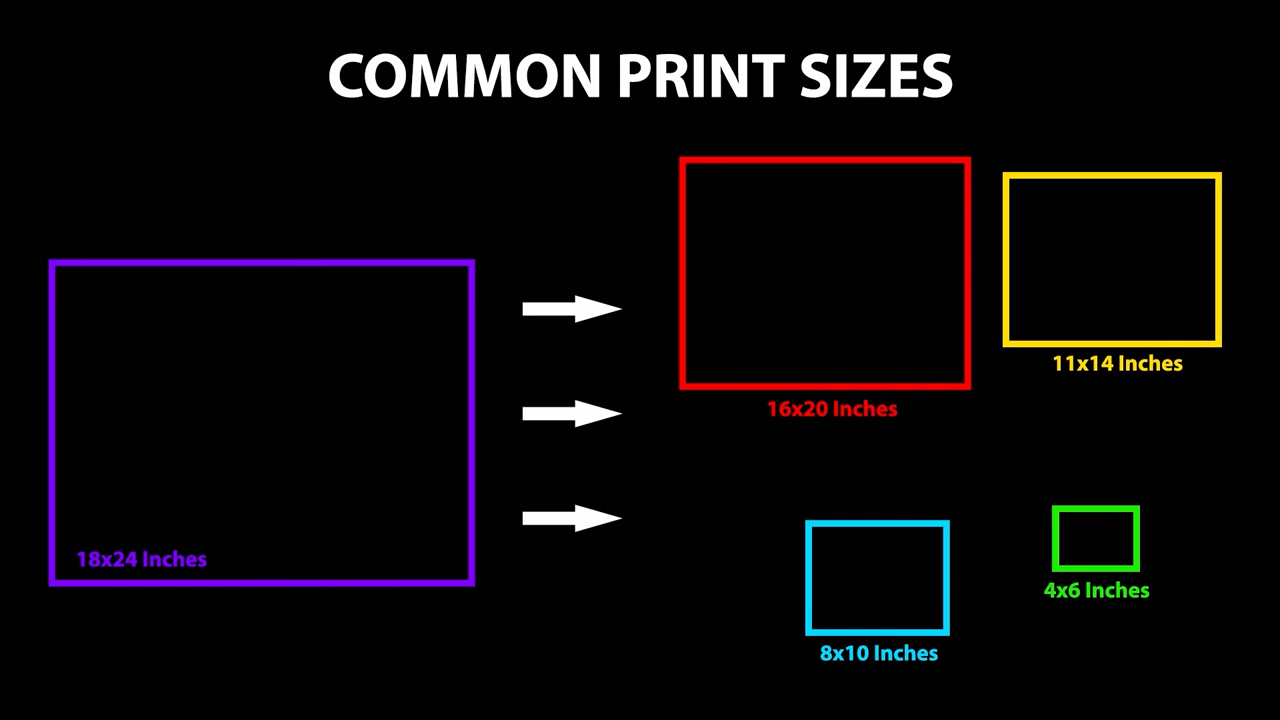 COMMON PRINT SIZES
18x24 Inches
16x20 Inches
11x14 Inches
8x10 Inches
4x6 Inches